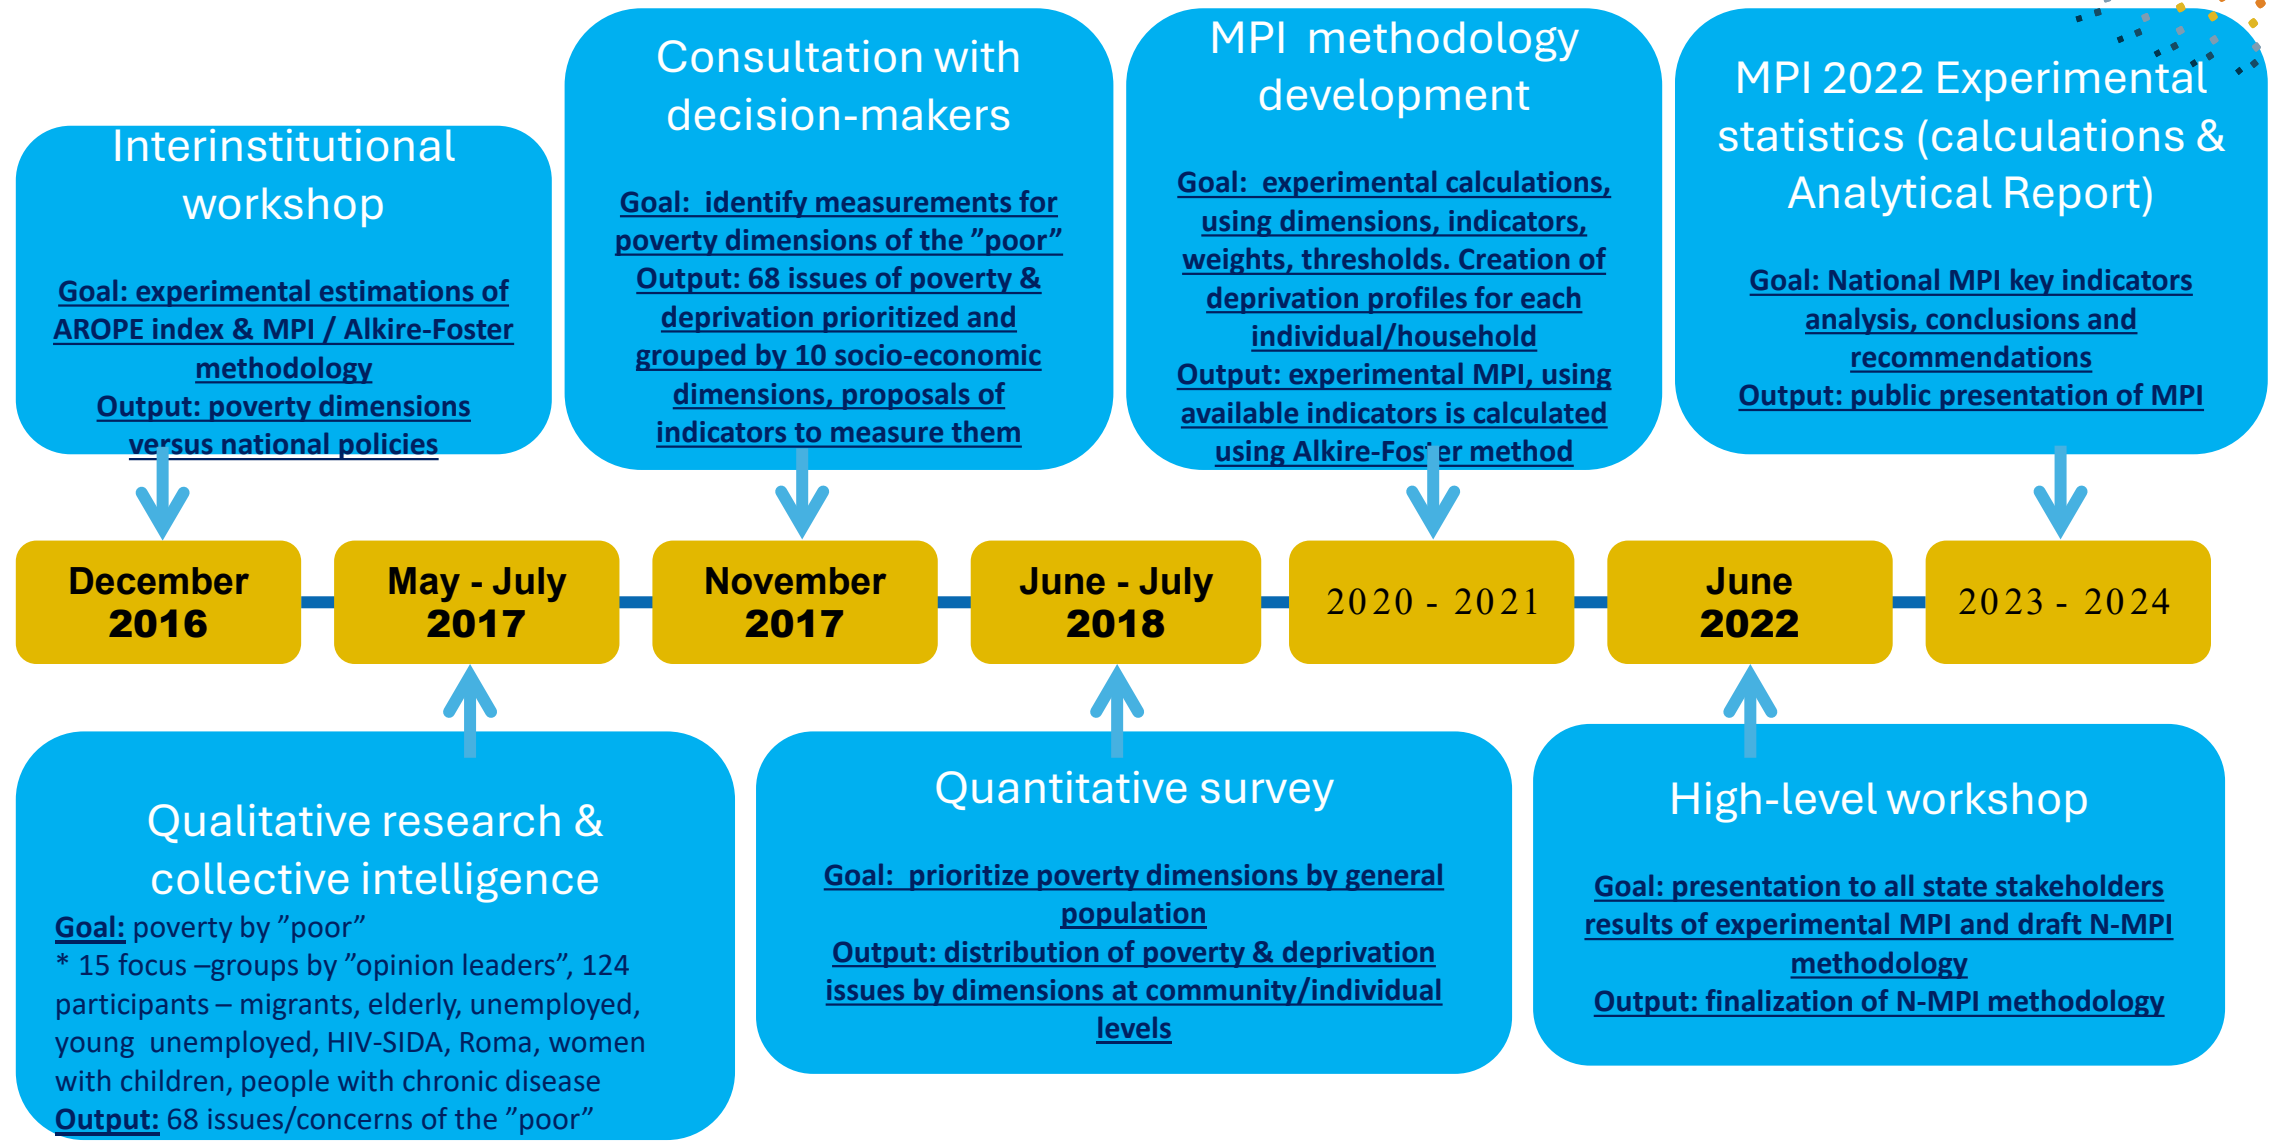 Interinstitutional
workshop
Goal: experimental estimations of
AROPE index & MPI / Alkire-Foster
methodology
Output: poverty dimensions
versus national policies
Consultation with
decision-makers
Goal:  identify measurements for
poverty dimensions of the ”poor”
Output: 68 issues of poverty &
deprivation prioritized and
grouped by 10 socio-economic
dimensions, proposals of
indicators to measure them
MPI  methodology
development
Goal:  experimental calculations,
using dimensions, indicators,
weights, thresholds. Creation of
deprivation profiles for each
individual/household
Output: experimental MPI, using
available indicators is calculated
using Alkire-Foster method
MPI 2022 Experimental
statistics (calculations &
Analytical Report)
Goal: National MPI key indicators
analysis, conclusions and
recommendations
Output: public presentation of MPI
December
2016
May - July
2017
November
2017
June - July
2018
2020 - 2021
June
2022
2023 - 2024
Qualitative research &
collective intelligence
Goal: poverty by ”poor”
* 15 focus –groups by ”opinion leaders”, 124
participants – migrants, elderly, unemployed,
young  unemployed, HIV-SIDA, Roma, women
with children, people with chronic disease
Output: 68 issues/concerns of the ”poor”
Quantitative survey
Goal:  prioritize poverty dimensions by general
population
Output: distribution of poverty & deprivation
issues by dimensions at community/individual
levels
High-level workshop
Goal: presentation to all state stakeholders
results of experimental MPI and draft N-MPI
methodology
Output: finalization of N-MPI methodology